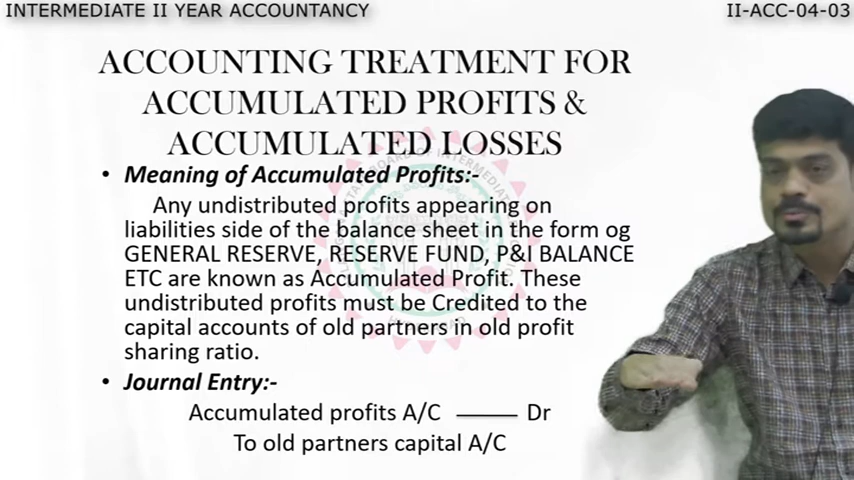 INTERMEDIATE II YEAR ACCOUNTANCY
II-ACC-04-03
ACCOUNTING TREATMENT FOR
ACCUMULATED PROFITS &
ACCUMULATED LOSSES
• Meaning of Accumulated Profits:-
Any undistributed profits appearing on
liabilities side of the balance sheet in the form og
GENERAL RESERVE, RESERVE FUND, P&I BALANCE
ETC are known as Accumulated Profit. These
undistributed profits must be Credited to the
capital accounts of old partners in old profit
sharing ratio.
• Journal Entry:-
Accumulated profits A/C ——— Dr
To old partners capital A/C